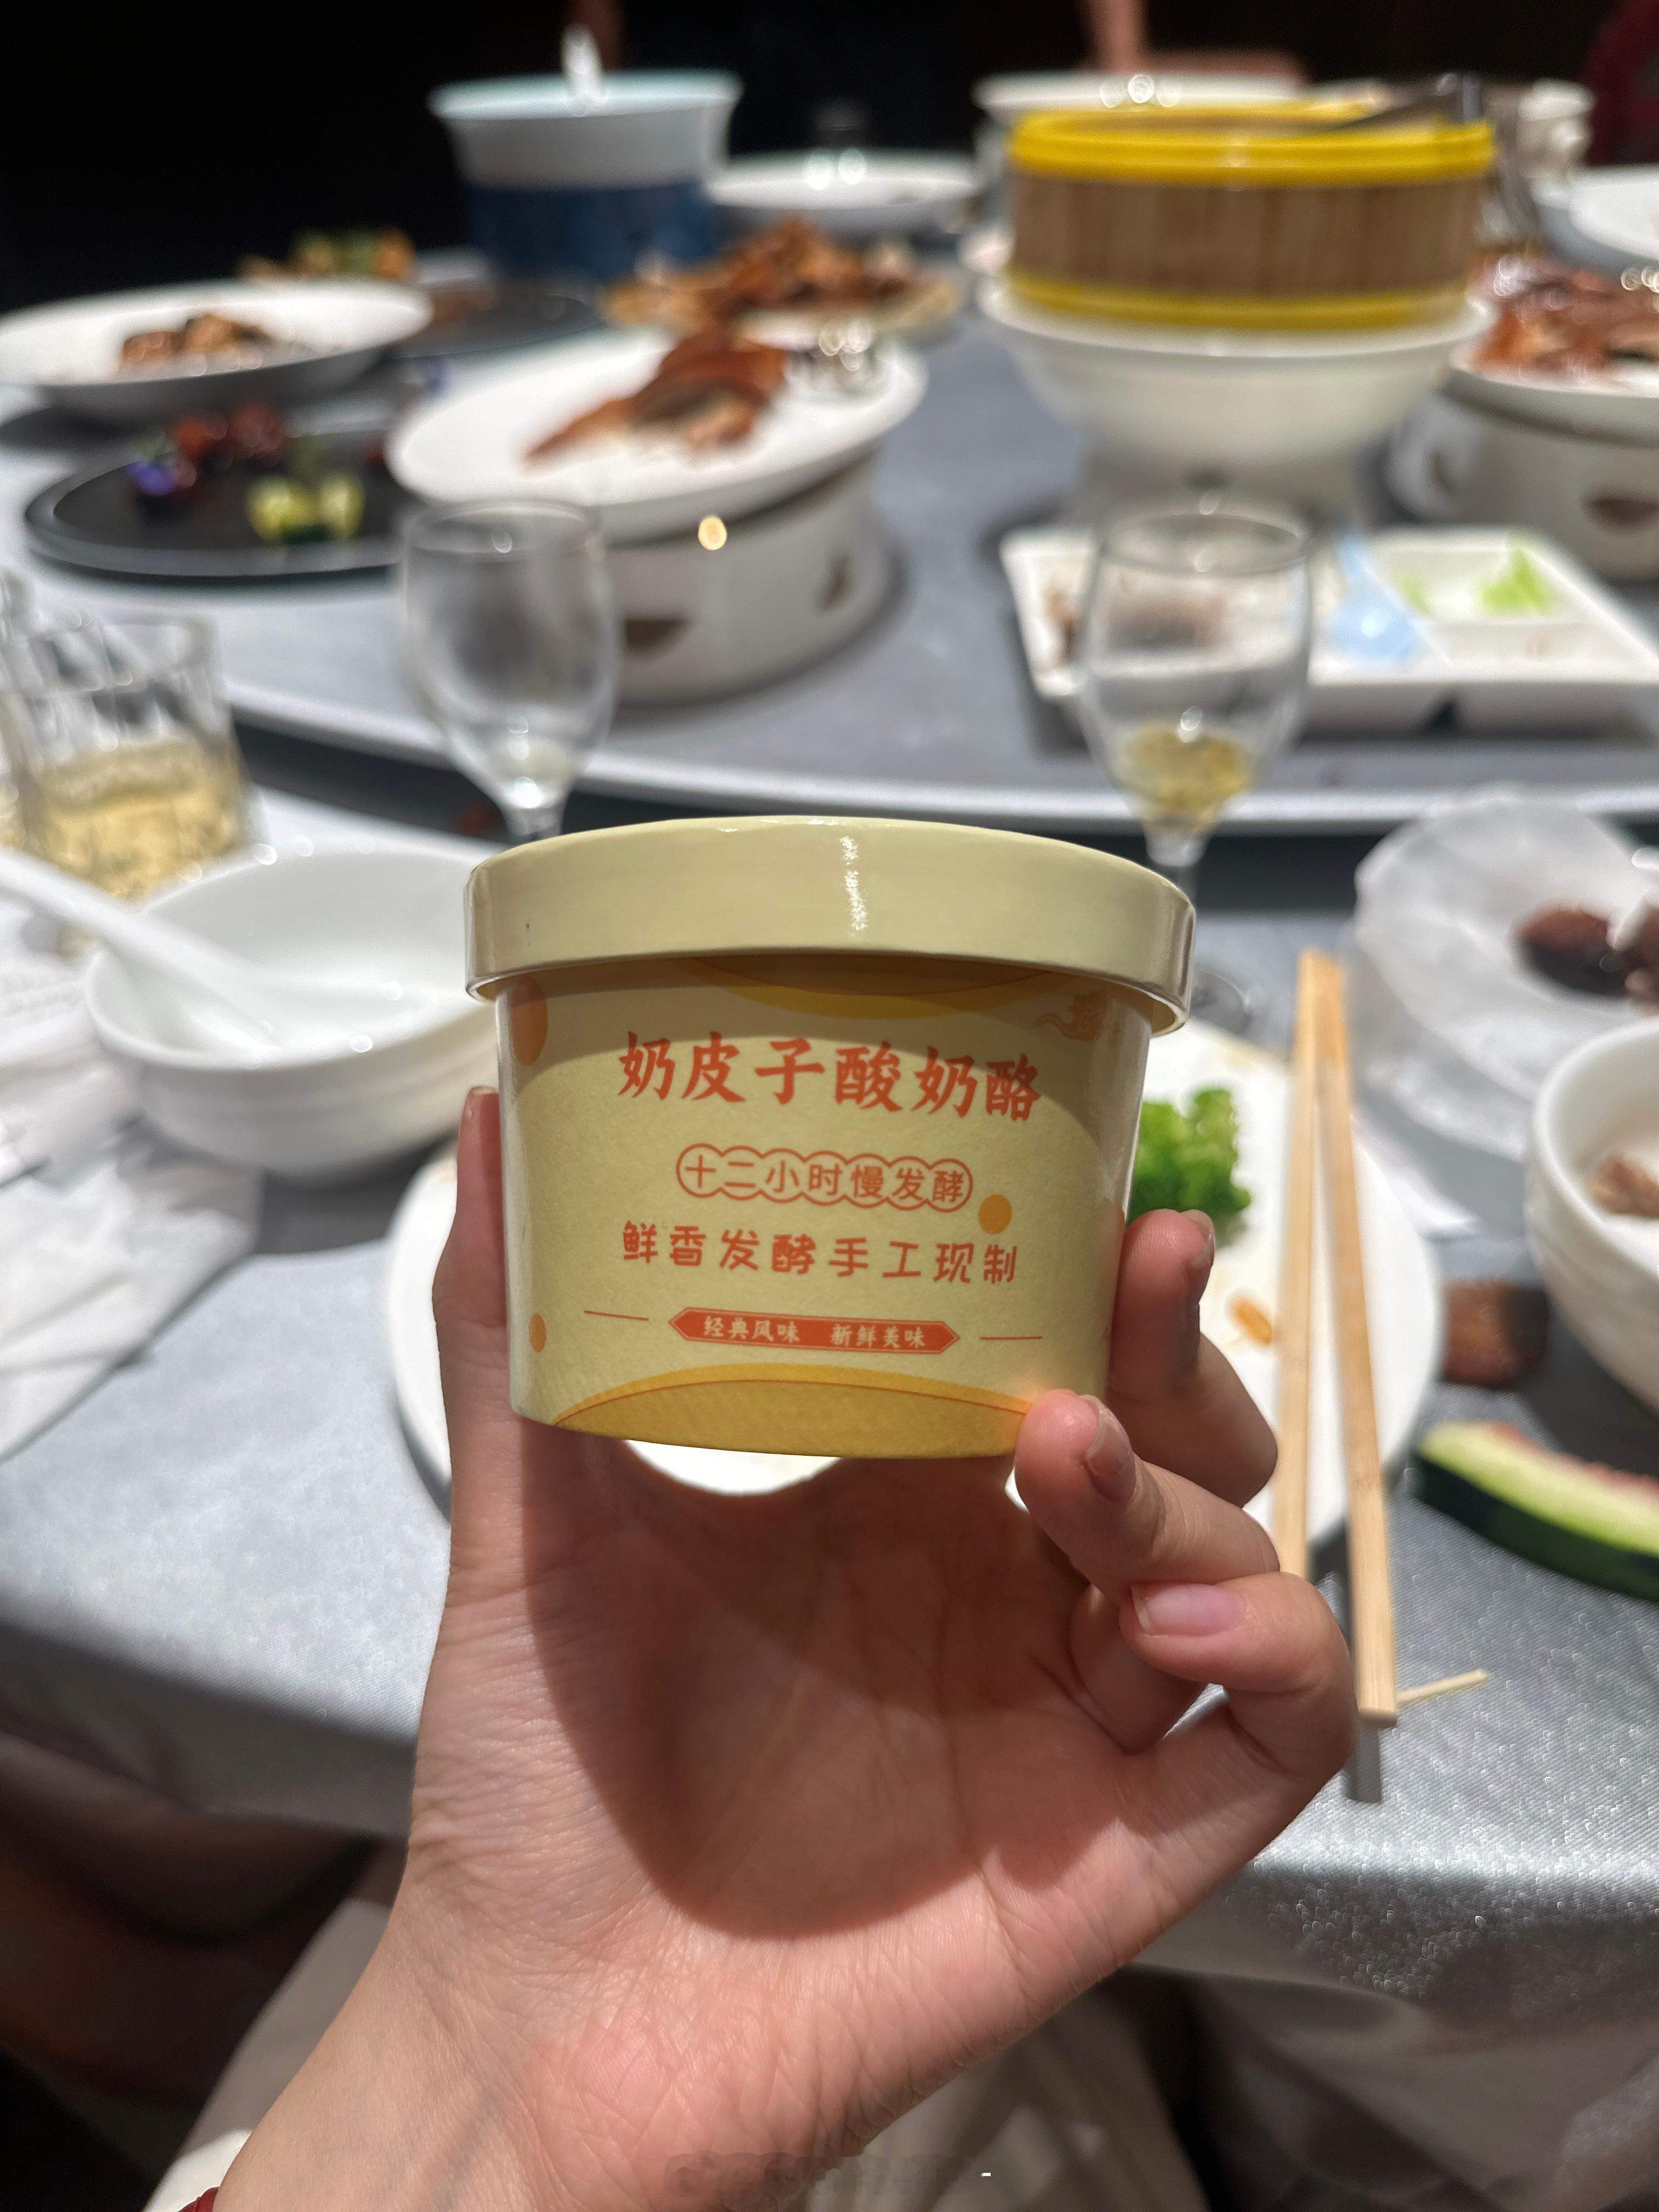 奶皮子酸奶酪
十二小时慢发酵
鲜香发酵手工现制
经典风味 新鲜美味